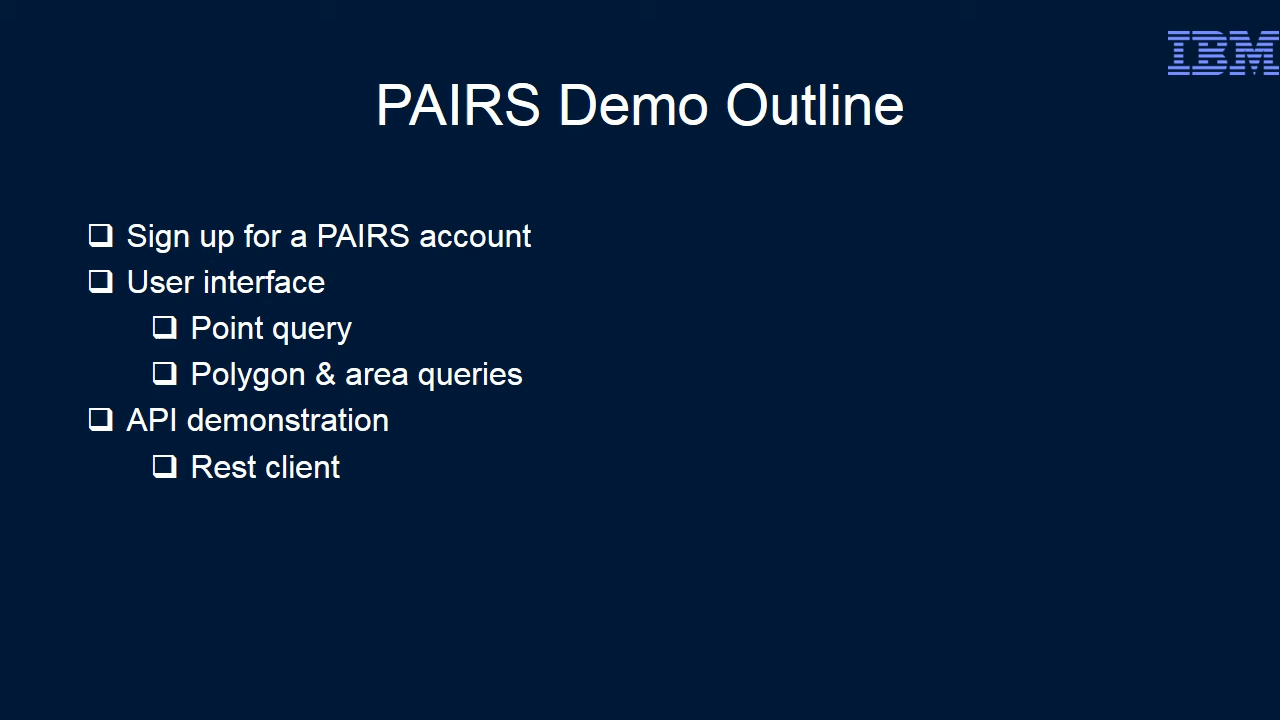 IBM
PAIRS Demo Outline
❑ Sign up for a PAIRS account
❑ User interface
❑ Point query
❑ Polygon & area queries
❑ API demonstration
❑ Rest client